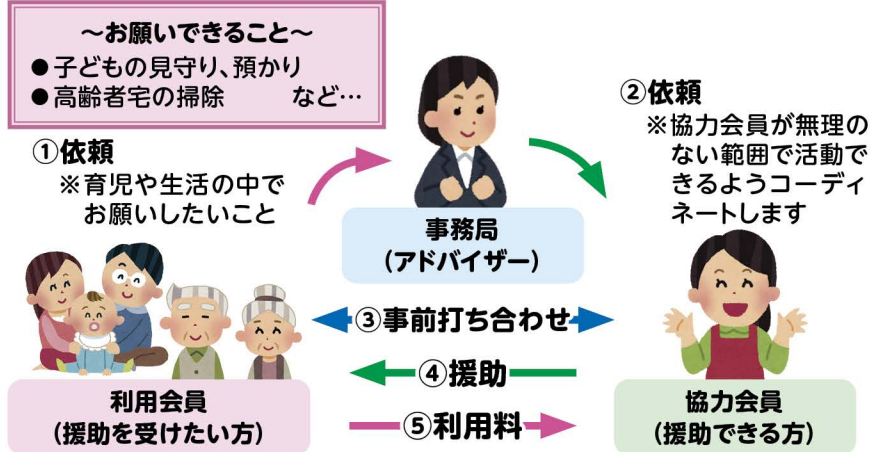 ～お願いできること～
●子どもの見守り、預かり
●高齢者宅の掃除　　など…
①依頼
※育児や生活の中で
お願いしたいこと
②依頼
※協力会員が無理の
ない範囲で活動で
きるようコーディ
ネートします
事務局
（アドバイザー）
③事前打ち合わせ
④援助
⑤利用料
利用会員
（援助を受けたい方）
協力会員
（援助できる方）